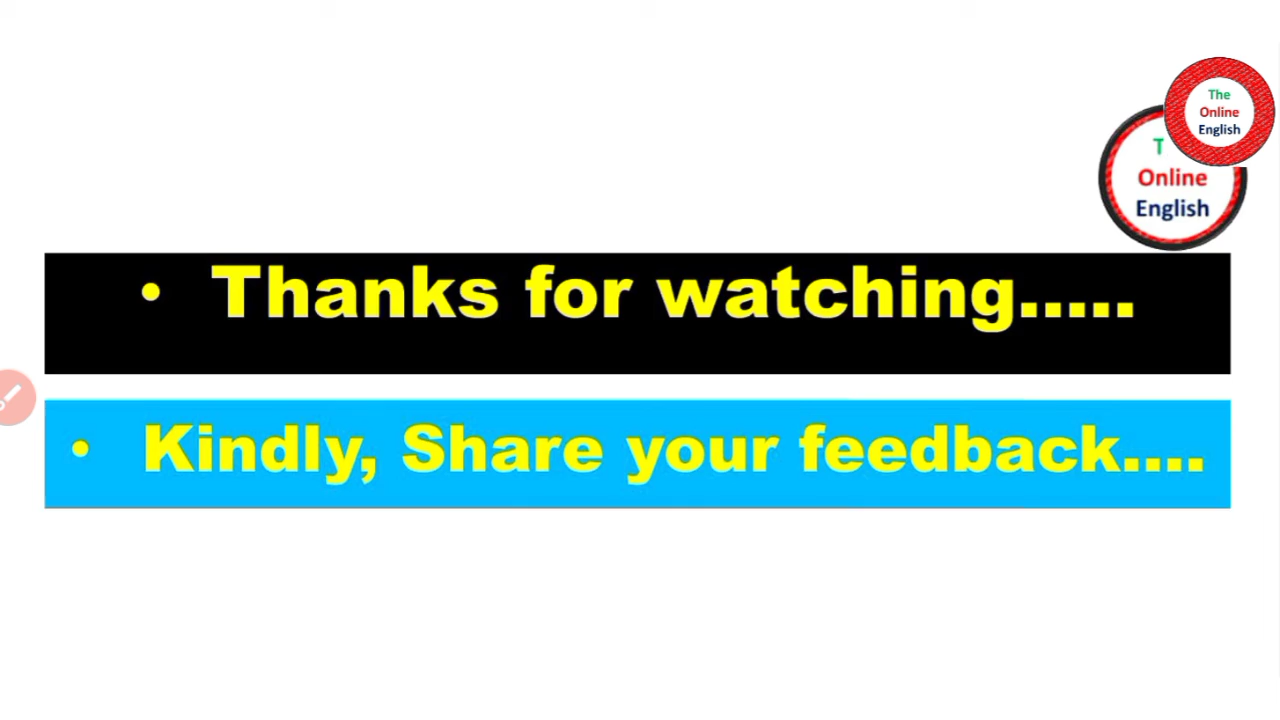 The
Online
English
T
Online
English
• Thanks for watching.....
• Kindly, Share your feedback....